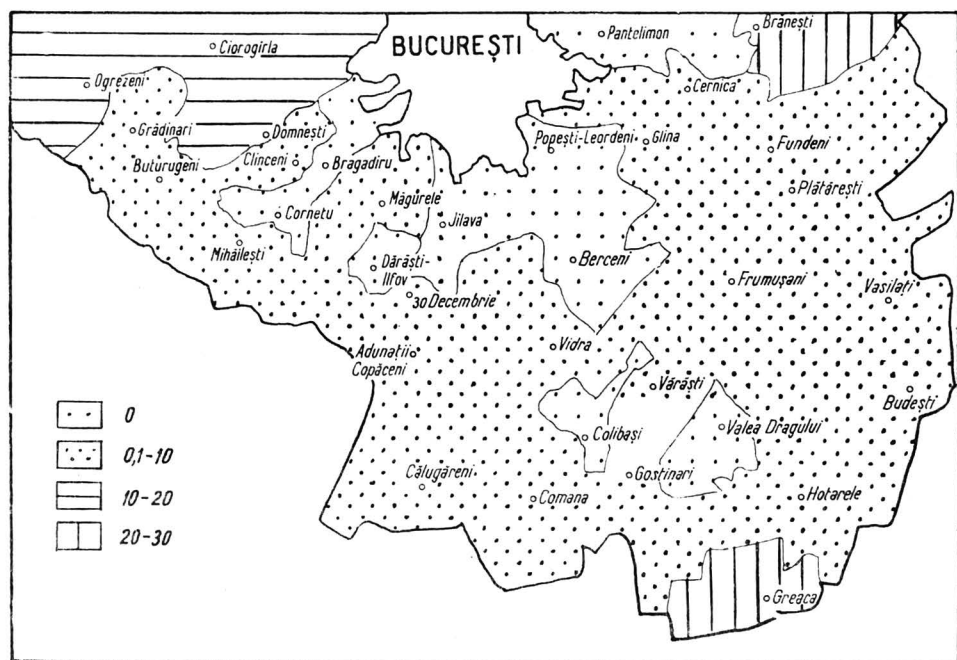 Brănești
Pantelimon
BUCUREȘTI
Ciorogîrla
Ogrezeni
Cernica
Grădinari
Domnești
Popești-Leordeni
Glina
Fundeni
Clinceni
Bragadiru
Buturugeni
Plătărești
Măgurele
Cornetu
Jilava
Mihăilești
Dărăști-
Ilfov
Berceni
Frumușani
Vasilați
30 Decembrie
Adunații
Copăceni
Vidra
Vărăști
Budești
0
Colibași
Valea Dragului
0,1-10
Călugăreni
Gostinari
Comana
Hotarele
10-20
20-30
Greaca